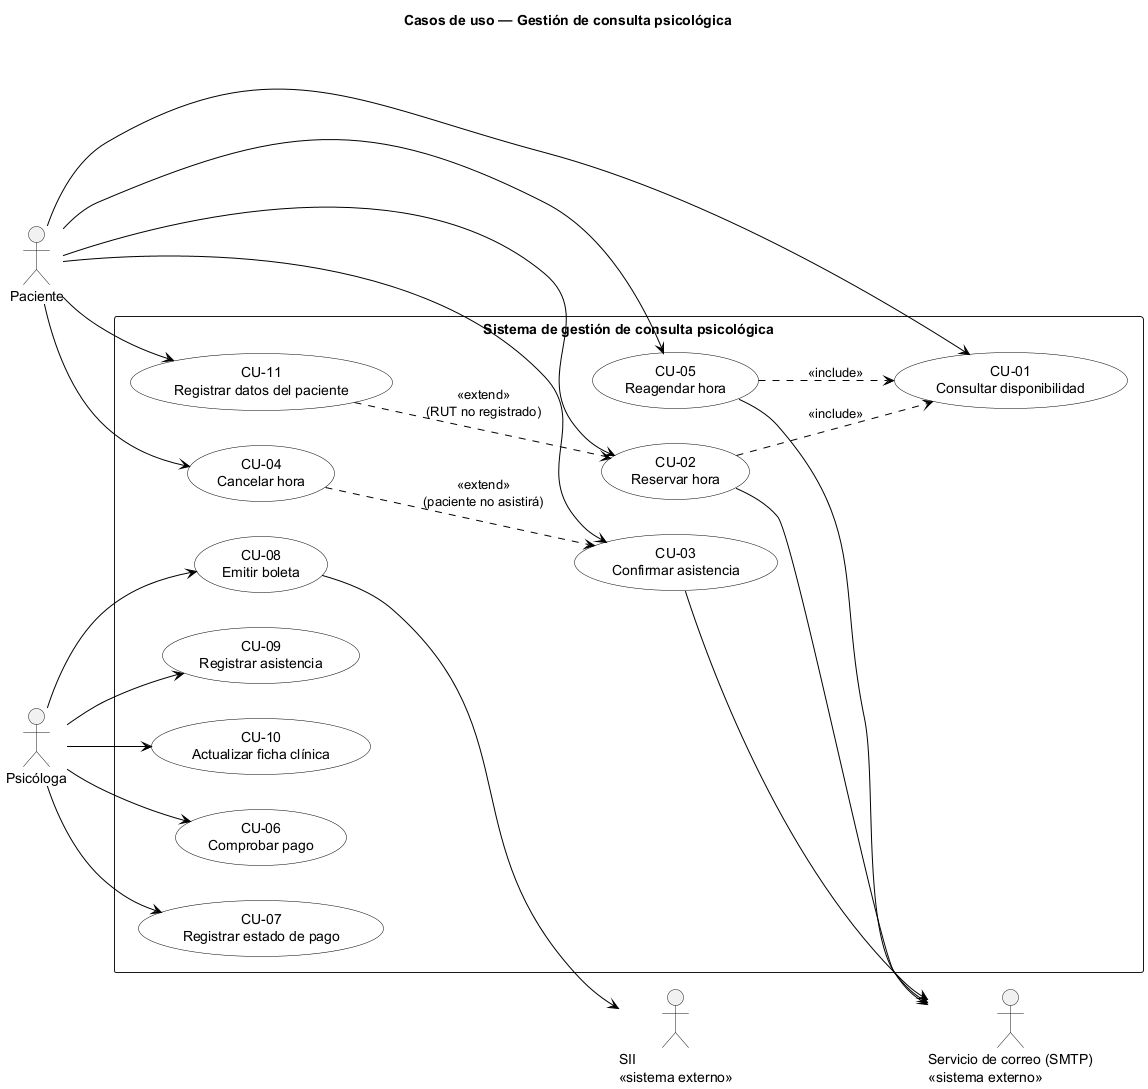 Casos de uso — Gestión de consulta psicológica
Paciente
Sistema de gestión de consulta psicológica
CU-11
Registrar datos del paciente
«extend»
(RUT no registrado)
CU-05
Reagendar hora
«include»
CU-01
Consultar disponibilidad
«include»
CU-04
Cancelar hora
«extend»
(paciente no asistirá)
CU-02
Reservar hora
CU-08
Emitir boleta
CU-03
Confirmar asistencia
CU-09
Registrar asistencia
Psicóloga
CU-10
Actualizar ficha clínica
CU-06
Comprobar pago
CU-07
Registrar estado de pago
SII
«sistema externo»
Servicio de correo (SMTP)
«sistema externo»